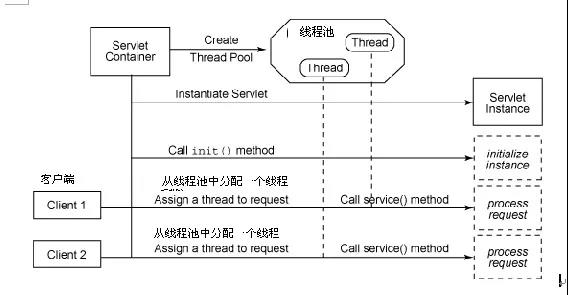 Servlet
Container
Create
Thread Pool
线程池
Thread
Thread
Instantiate Servlet
Servlet
Instance
Call init() method
initialize
instance
客户端
从线程池中分配一个线程
Client 1
Assign a thread to request
Call service() method
process
request
从线程池中分配一个线程
Client 2
Assign a thread to request
Call service() method
process
request